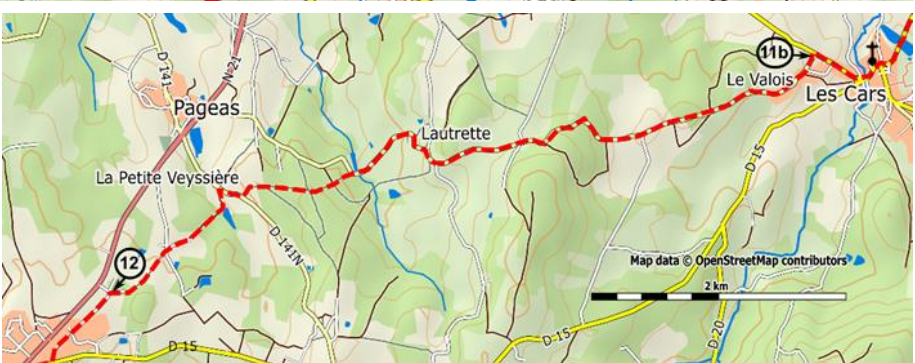 11b
Le Valois
Les Cars
D 141
N 21
Pageas
Lautrette
La Petite Veyssière
D 15
D 141N
12
Map data © OpenStreetMap contributors
2 km
D 15
D 15
D 20